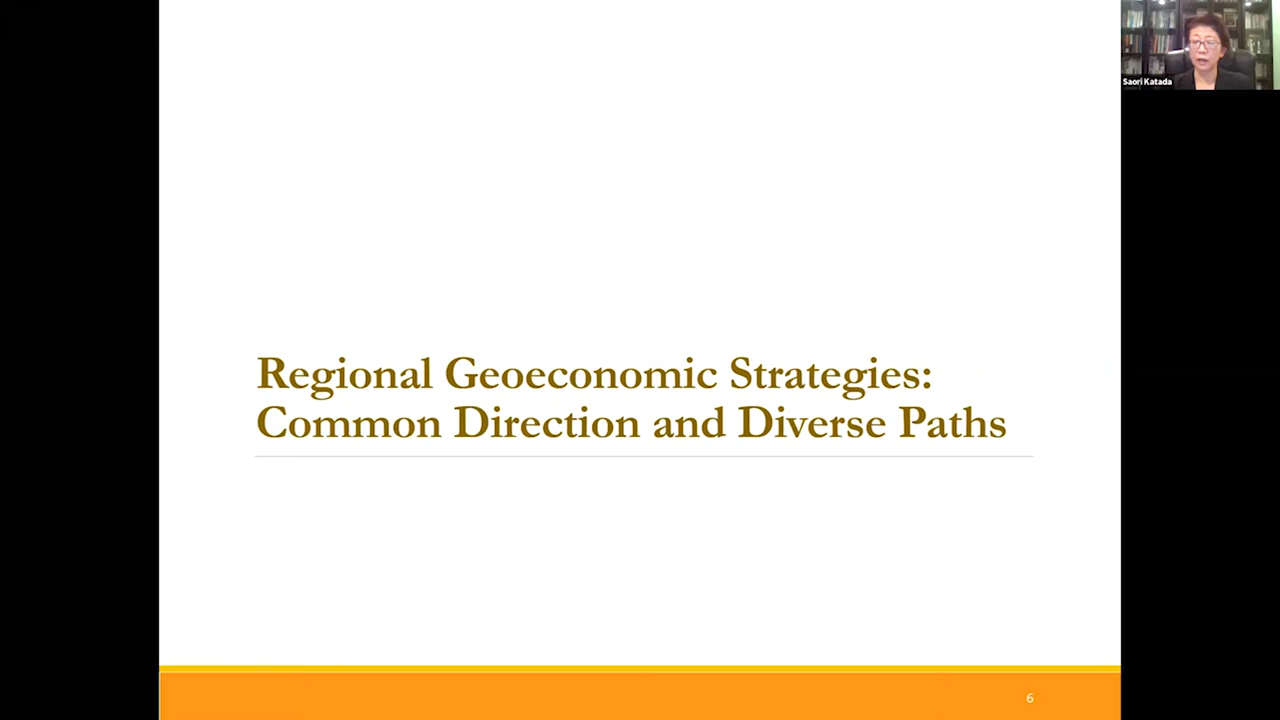 Saori Katada
Regional Geoeconomic Strategies:
Common Direction and Diverse Paths
6